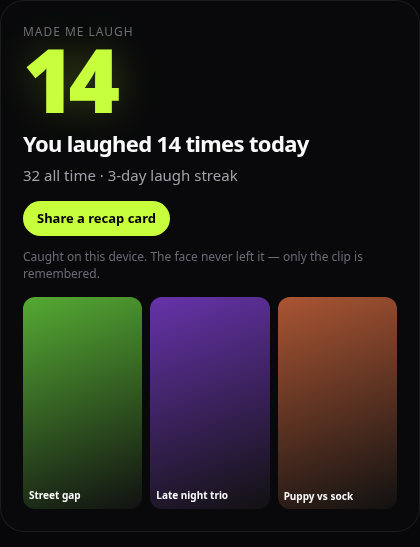 MADE ME LAUGH
14
You laughed 14 times today
32 all time · 3-day laugh streak
Share a recap card
Caught on this device. The face never left it — only the clip is
remembered.
Street gap
Late night trio
Puppy vs sock